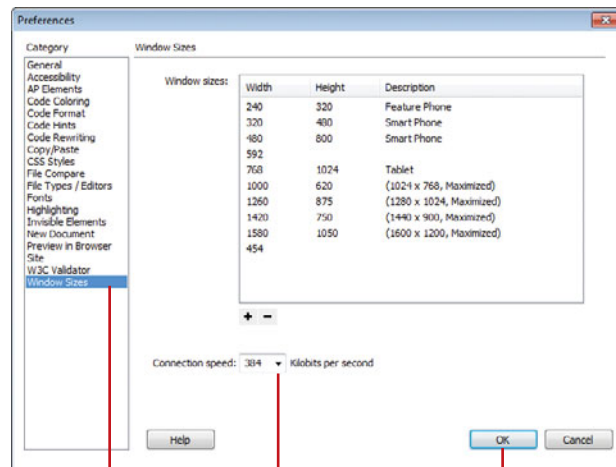 Preferences
Category
General
Accessibility
AP Elements
Code Coloring
Code Format
Code Hints
Code Rewriting
Copy/Paste
CSS Styles
File Compare
File Types / Editors
Fonts
Highlighting
Invisible Elements
New Document
Preview in Browser
Site
W3C Validator
Window Sizes
Window Sizes
Window sizes:
Width Height Description
240 320 Feature Phone
320 480 Smart Phone
480 800 Smart Phone
592
768 1024 Tablet
1000 620 (1024 x 768, Maximized)
1260 875 (1280 x 1024, Maximized)
1420 750 (1440 x 900, Maximized)
1580 1050 (1600 x 1200, Maximized)
454
+ −
Connection speed: 384 Kilobits per second
Help OK Cancel